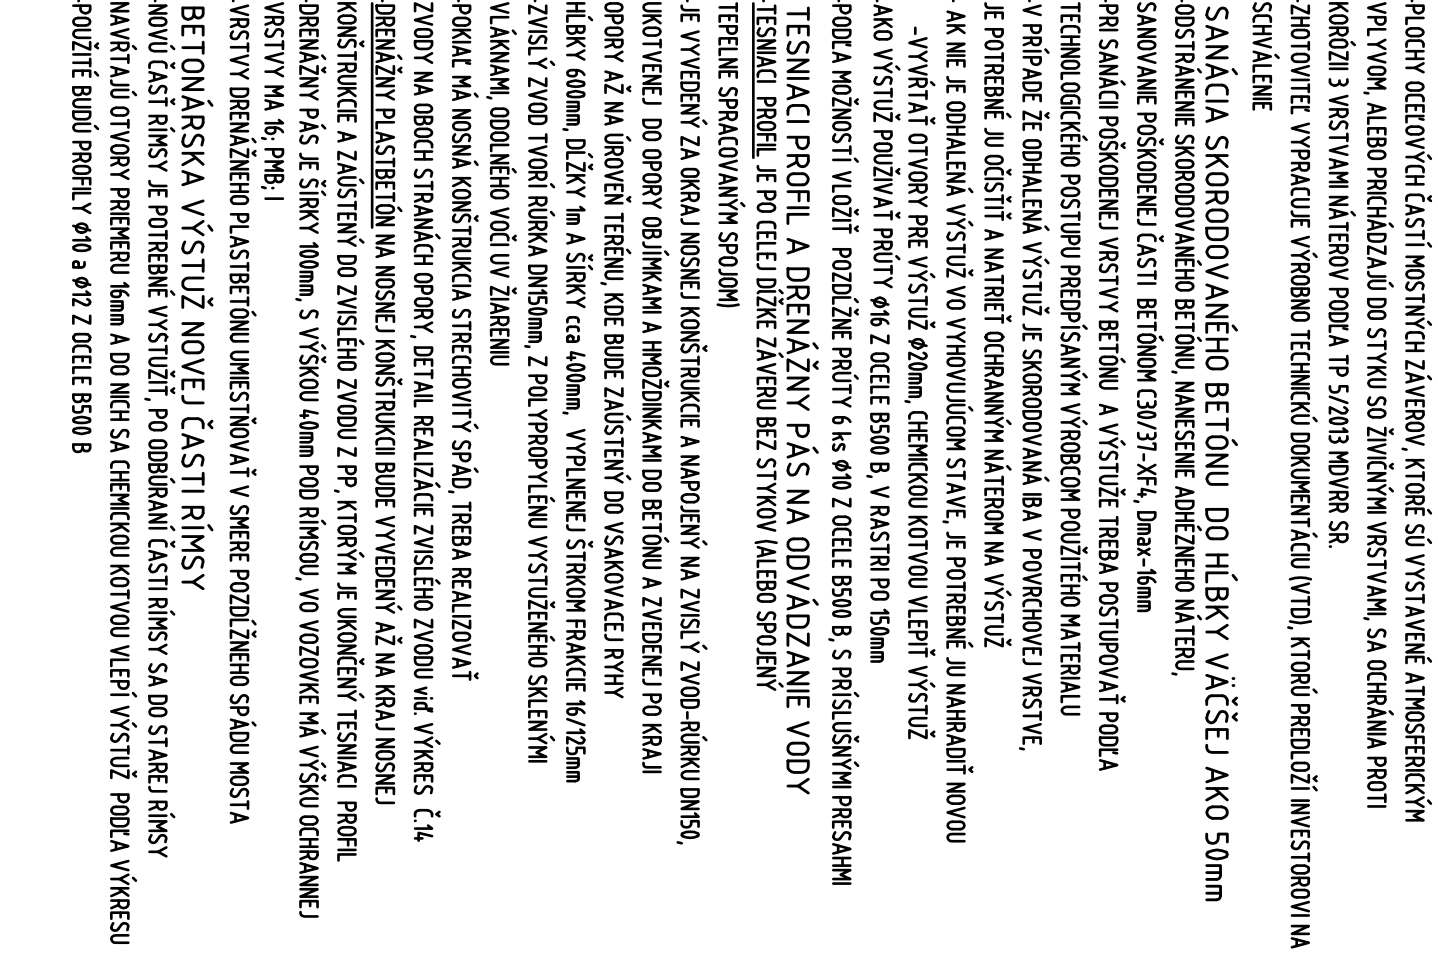 -PLOCHY OCEĽOVÝCH ČASTÍ MOSTNÝCH ZÁVEROV, KTORÉ SÚ VYSTAVENÉ ATMOSFERICKÝM
VPLYVOM, ALEBO PRICHÁDZAJÚ DO STYKU SO ŽIVIČNÝMI VRSTVAMI, SA OCHRÁNIA PROTI
KORÓZII 3 VRSTVAMI NÁTEROV PODĽA TP 5/2013 MDVRR SR.
-ZHOTOVITEĽ VYPRACUJE VÝROBNO TECHNICKÚ DOKUMENTÁCIU (VTD), KTORÚ PREDLOŽÍ INVESTOROVI NA
SCHVÁLENIE
SANÁCIA SKORODOVANÉHO BETÓNU DO HĹBKY VÄČŠEJ AKO 50mm
-ODSTRÁNENIE SKORODOVANÉHO BETÓNU, NANESENIE ADHÉZNEHO NÁTERU,
SANOVANIE POŠKODENEJ ČASTI BETÓNOM C30/37-XF4, Dmax-16mm
-PRI SANÁCII POŠKODENEJ VRSTVY BETÓNU A VÝSTUŽE TREBA POSTUPOVAŤ PODĽA
TECHNOLOGICKÉHO POSTUPU PREDPÍSANÝM VÝROBCOM POUŽITÉHO MATERIALU
-V PRÍPADE ŽE ODHALENÁ VÝSTUŽ JE SKORODOVANÁ IBA V POVRCHOVEJ VRSTVE,
JE POTREBNÉ JU OČISTIŤ A NATRIEŤ OCHRANNÝM NÁTEROM NA VÝSTUŽ
- AK NIE JE ODHALENÁ VÝSTUŽ VO VYHOVUJÚCOM STAVE, JE POTREBNÉ JU NAHRADIŤ NOVOU
-VYVŔTAŤ OTVORY PRE VÝSTUŽ ø20mm, CHEMICKOU KOTVOU VLEPIŤ VÝSTUŽ
-AKO VÝSTUŽ POUŽIVAŤ PRÚTY ø16 Z OCELE B500 B, V RASTRI PO 150mm
-PODĽA MOŽNOSTÍ VLOŽIŤ POZDĹŽNE PRÚTY 6 ks ø10 Z OCELE B500 B, S PRÍSLUŠNÝMI PRESAHMI
TESNIACI PROFIL A DRENÁŽNY PÁS NA ODVÁDZANIE VODY
-TESNIACI PROFIL JE PO CELEJ DĹŽKE ZÁVERU BEZ STYKOV (ALEBO SPOJENÝ
TEPELNE SPRACOVANÝM SPOJOM)
-JE VYVEDENÝ ZA OKRAJ NOSNEJ KONŠTRUKCIE A NAPOJENÝ NA ZVISLÝ ZVOD-RÚRKU DN150,
UKOTVENEJ DO OPORY OBJÍMKAMI A HMOŽDINKAMI DO BETÓNU A ZVEDENEJ PO KRAJI
OPORY AŽ NA ÚROVEŇ TERÉNU, KDE BUDE ZAÚSTENÝ DO VSAKOVACEJ RYHY
HĹBKY 600mm, DĹŽKY 1m A ŠÍRKY cca 400mm, VYPLNENEJ ŠTRKOM FRAKCIE 16/125mm
-ZVISLÝ ZVOD TVORÍ RÚRKA DN150mm, Z POLYPROPYLÉNU VYSTUŽENÉHO SKLENÝMI
VLÁKNAMI, ODOLNÉHO VOČI UV ŽIARENIU
-POKIAĽ MÁ NOSNÁ KONŠTRUKCIA STRECHOVITÝ SPÁD, TREBA REALIZOVAŤ
ZVODY NA OBOCH STRANÁCH OPORY, DETAIL REALIZÁCIE ZVISLÉHO ZVODU viď. VÝKRES Č.14
-DRENÁŽNY PLASTBETÓN NA NOSNEJ KONŠTRUKCII BUDE VYVEDENÝ AŽ NA KRAJ NOSNEJ
KONŠTRUKCIE A ZAÚSTENÝ DO ZVISLÉHO ZVODU Z PP, KTORÝM JE UKONČENÝ TESNIACI PROFIL
-DRENÁŽNY PÁS JE ŠÍRKY 100mm, S VÝŠKOU 40mm POD RÍMSOU, VO VOZOVKE MÁ VÝŠKU OCHRANNEJ
VRSTVY MA 16; PMB; I
-VRSTVY DRENÁŽNEHO PLASTBETÓNU UMIESTŇOVAŤ V SMERE POZDĹŽNEHO SPÁDU MOSTA
BETONÁRSKA VÝSTUŽ NOVEJ ČASTI RÍMSY
-NOVÚ ČASŤ RÍMSY JE POTREBNÉ VYSTUŽIŤ, PO ODBÚRANÍ ČASTI RÍMSY SA DO STAREJ RÍMSY
NAVŔTAJÚ OTVORY PRIEMERU 16mm A DO NICH SA CHEMICKOU KOTVOU VLEPÍ VÝSTUŽ PODĽA VÝKRESU
-POUŽITÉ BUDÚ PROFILY ø10 a ø12 Z OCELE B500 B